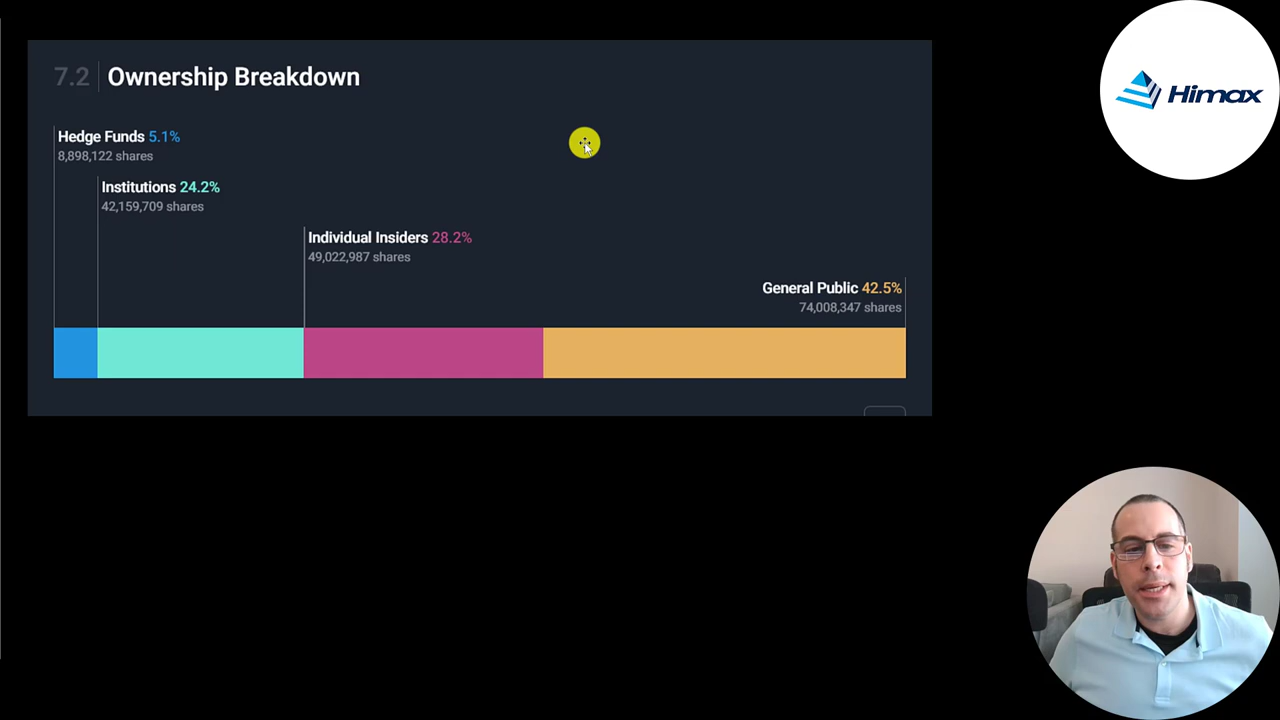 7.2 Ownership Breakdown
Hedge Funds 5.1%
8,898,122 shares
Institutions 24.2%
42,159,709 shares
Individual Insiders 28.2%
49,022,987 shares
General Public 42.5%
74,008,347 shares
Himax